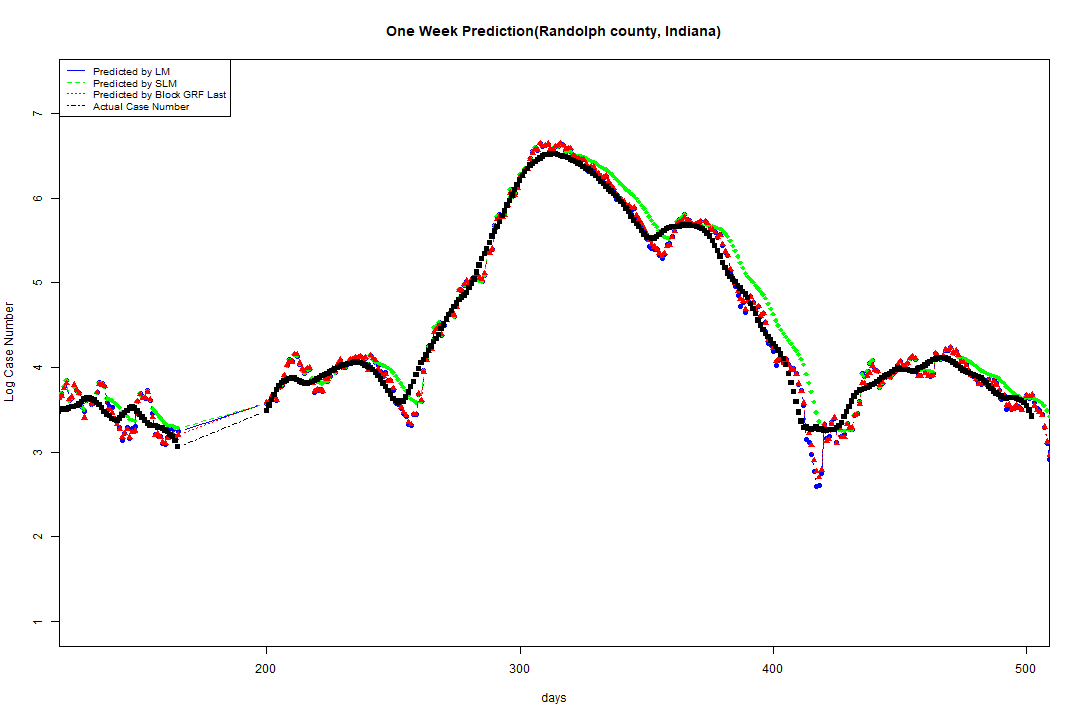 One Week Prediction(Randolph county, Indiana)
Predicted by LM
Predicted by SLM
Predicted by Block GRF Last
Actual Case Number
7
6
5
4
3
2
1
Log Case Number
200
300
400
500
days